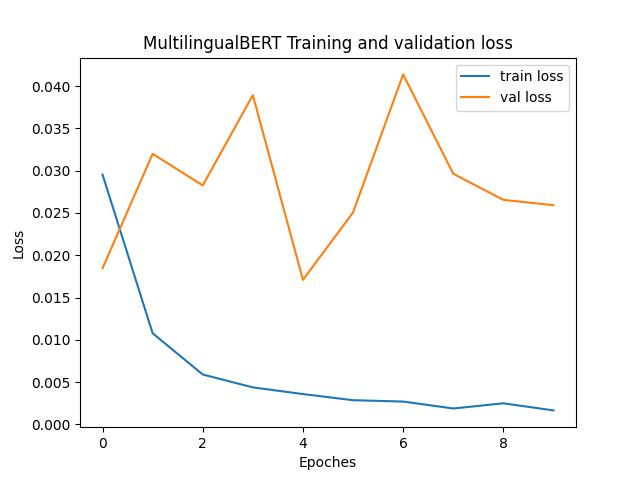 MultilingualBERT Training and validation loss
train loss
val loss
0.040
0.035
0.030
0.025
0.020
0.015
0.010
0.005
0.000
Loss
0 2 4 6 8
Epoches